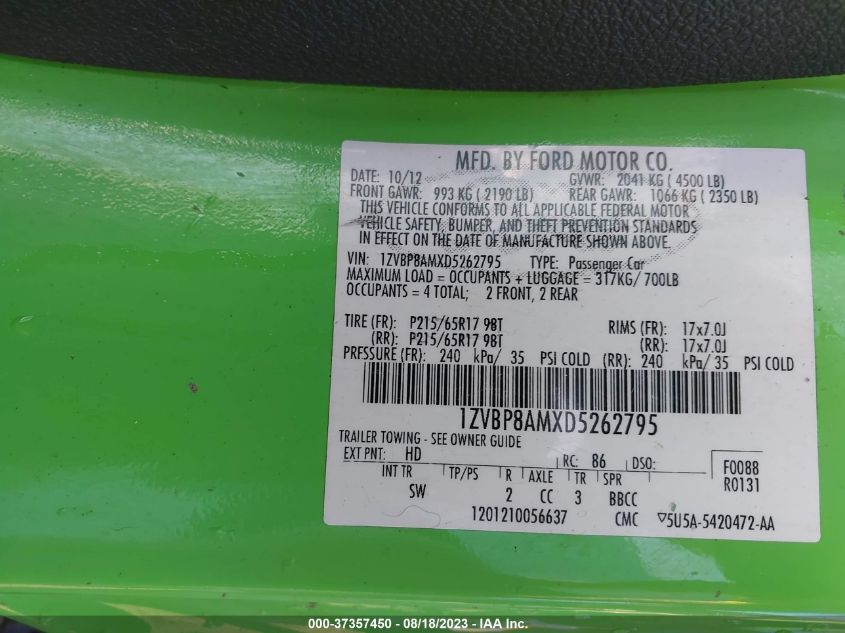 MFD. BY FORD MOTOR CO.
DATE: 10/12 GVWR: 2041 KG ( 4500 LB)
FRONT GAWR: 993 KG ( 2190 LB) REAR GAWR: 1066 KG ( 2350 LB)
THIS VEHICLE CONFORMS TO ALL APPLICABLE FEDERAL MOTOR
VEHICLE SAFETY, BUMPER, AND THEFT PREVENTION STANDARDS
IN EFFECT ON THE DATE OF MANUFACTURE SHOWN ABOVE.
VIN: 1ZVBP8AMXD5262795 TYPE: Passenger Car
MAXIMUM LOAD = OCCUPANTS + LUGGAGE = 317KG/ 700LB
OCCUPANTS = 4 TOTAL; 2 FRONT, 2 REAR
TIRE (FR): P215/65R17 98T RIMS (FR): 17x7.0J
(RR): P215/65R17 98T (RR): 17x7.0J
PRESSURE (FR): 240 kPa/ 35 PSI COLD (RR): 240 kPa/ 35 PSI COLD
1ZVBP8AMXD5262795
TRAILER TOWING - SEE OWNER GUIDE
EXT PNT: HD RC: 86 DSO: F0088
R0131
INT TR TP/PS R AXLE TR SPR
SW 2 CC 3 BBCC
1201210056637 CMC ▽5U5A-5420472-AA
000-37357450 - 08/18/2023 - IAA Inc.